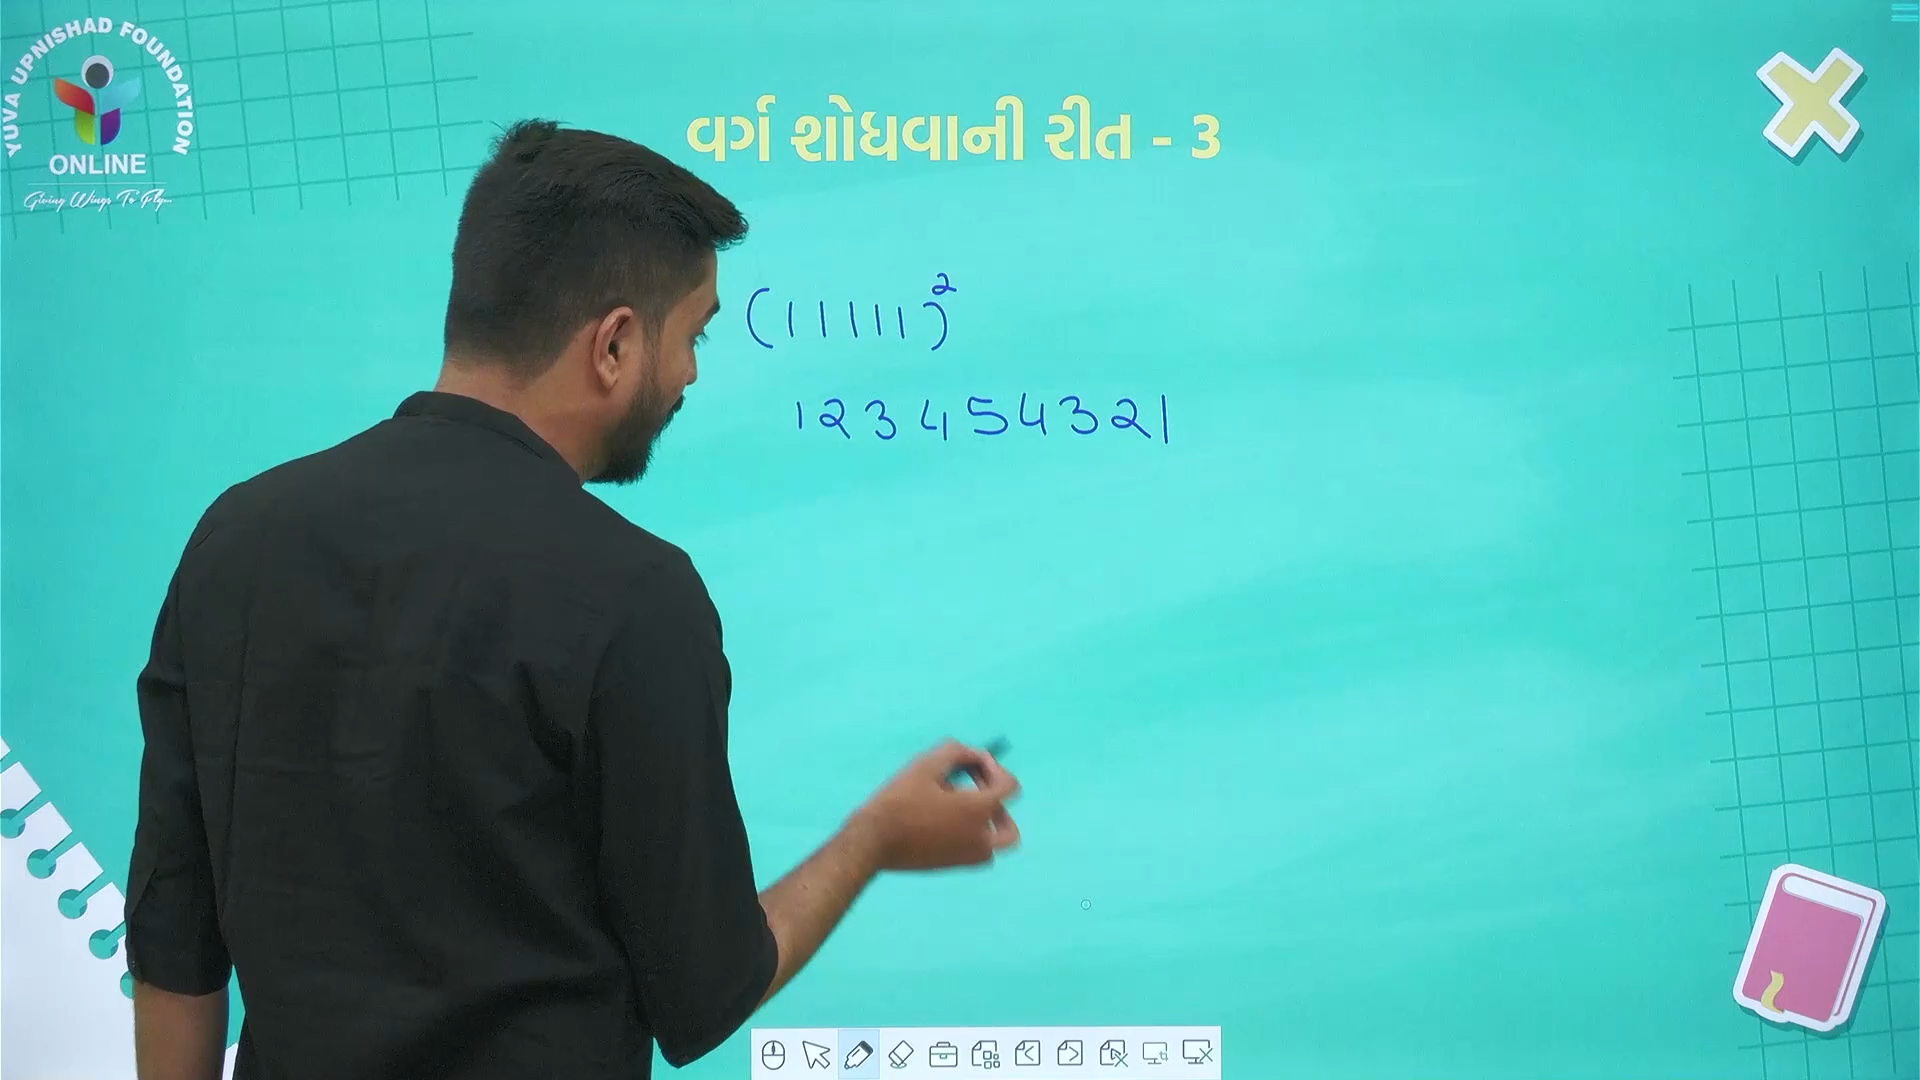 YUVA UPNISHAD FOUNDATION
ONLINE
Giving Wings To Fly...
વર્ગ શોધવાની રીત - 3
(11111)²
123454321